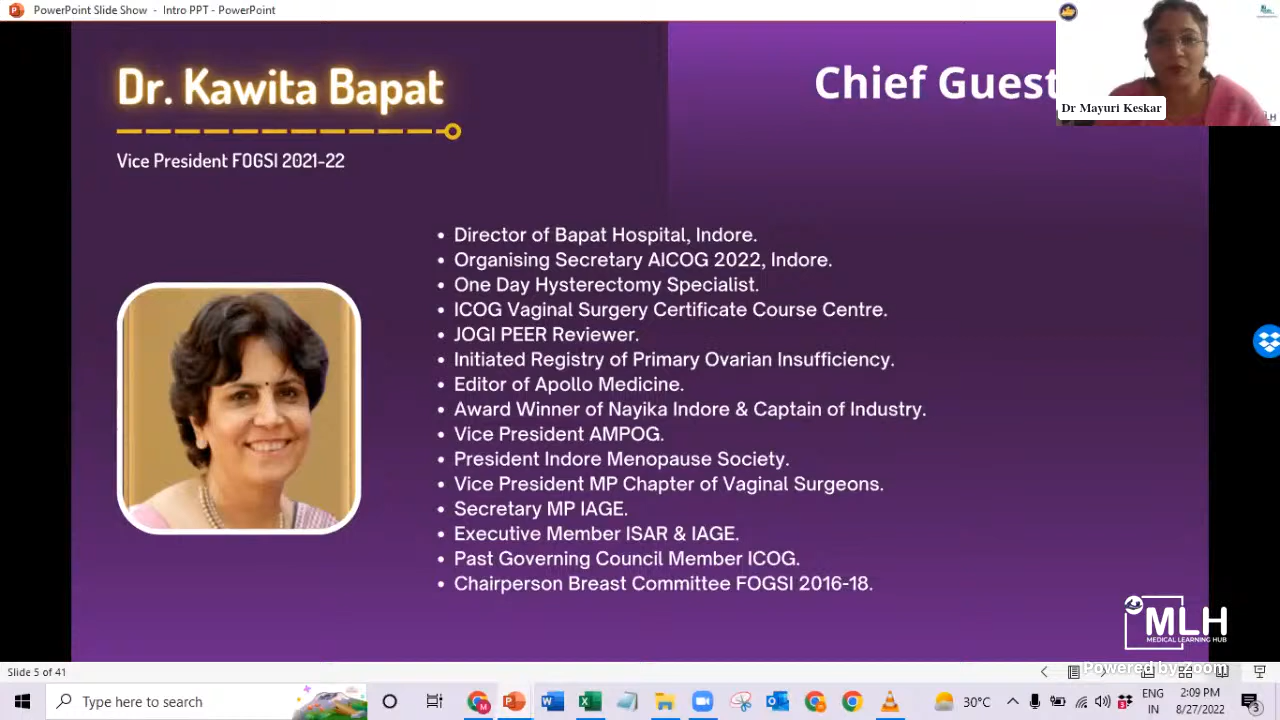 PowerPoint Slide Show - Intro PPT - PowerPoint
Dr. Kawita Bapat
Chief Guest
Dr Mayuri Keskar
Vice President FOGSI 2021-22
• Director of Bapat Hospital, Indore.
• Organising Secretary AICOG 2022, Indore.
• One Day Hysterectomy Specialist.
• ICOG Vaginal Surgery Certificate Course Centre.
• JOGI PEER Reviewer.
• Initiated Registry of Primary Ovarian Insufficiency.
• Editor of Apollo Medicine.
• Award Winner of Nayika Indore & Captain of Industry.
• Vice President AMPOG.
• President Indore Menopause Society.
• Vice President MP Chapter of Vaginal Surgeons.
• Secretary MP IAGE.
• Executive Member ISAR & IAGE.
• Past Governing Council Member ICOG.
• Chairperson Breast Committee FOGSI 2016-18.
MLH
MEDICAL LEARNING HUB
Powered by Zoom
Slide 5 of 41
Type here to search
30°C
EN
IN
2:09 PM
8/27/2022